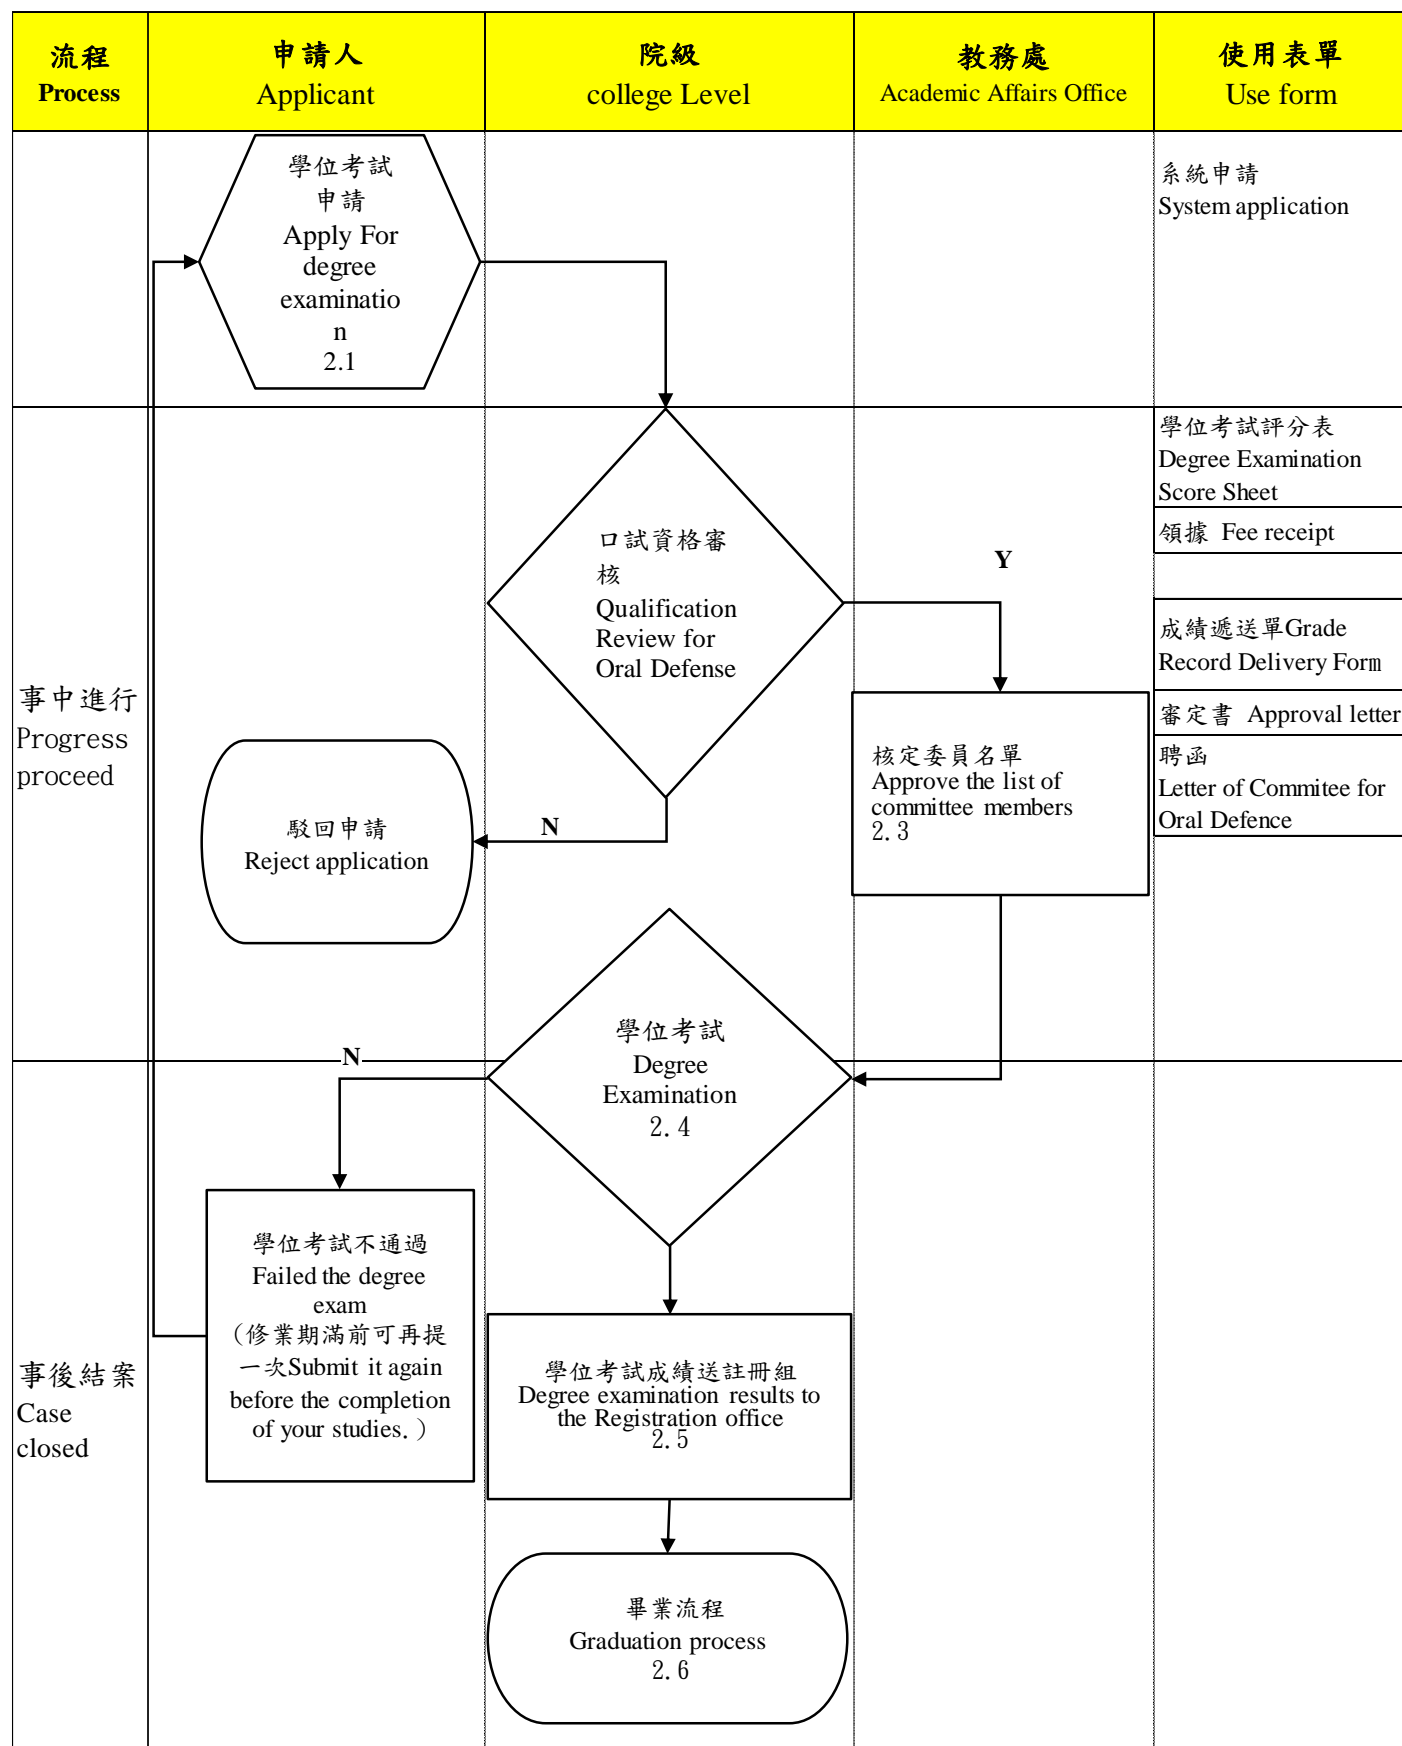 流程
Process
申請人
Applicant
院級
college Level
教務處
Academic Affairs Office
使用表單
Use form
學位考試
申請
Apply For
degree
examinatio
n
2.1
系統申請
System application
事中進行
Progress
proceed
口試資格審
核
Qualification
Review for
Oral Defense
Y
N
駁回申請
Reject application
核定委員名單
Approve the list of
committee members
2.3
學位考試評分表
Degree Examination
Score Sheet
領據 Fee receipt
成績遞送單Grade
Record Delivery Form
審定書 Approval letter
聘函
Letter of Commitee for
Oral Defence
學位考試
Degree
Examination
2.4
N
事後結案
Case
closed
學位考試不通過
Failed the degree
exam
(修業期滿前可再提
一次Submit it again
before the completion
of your studies.)
學位考試成績送註冊組
Degree examination results to
the Registration office
2.5
畢業流程
Graduation process
2.6